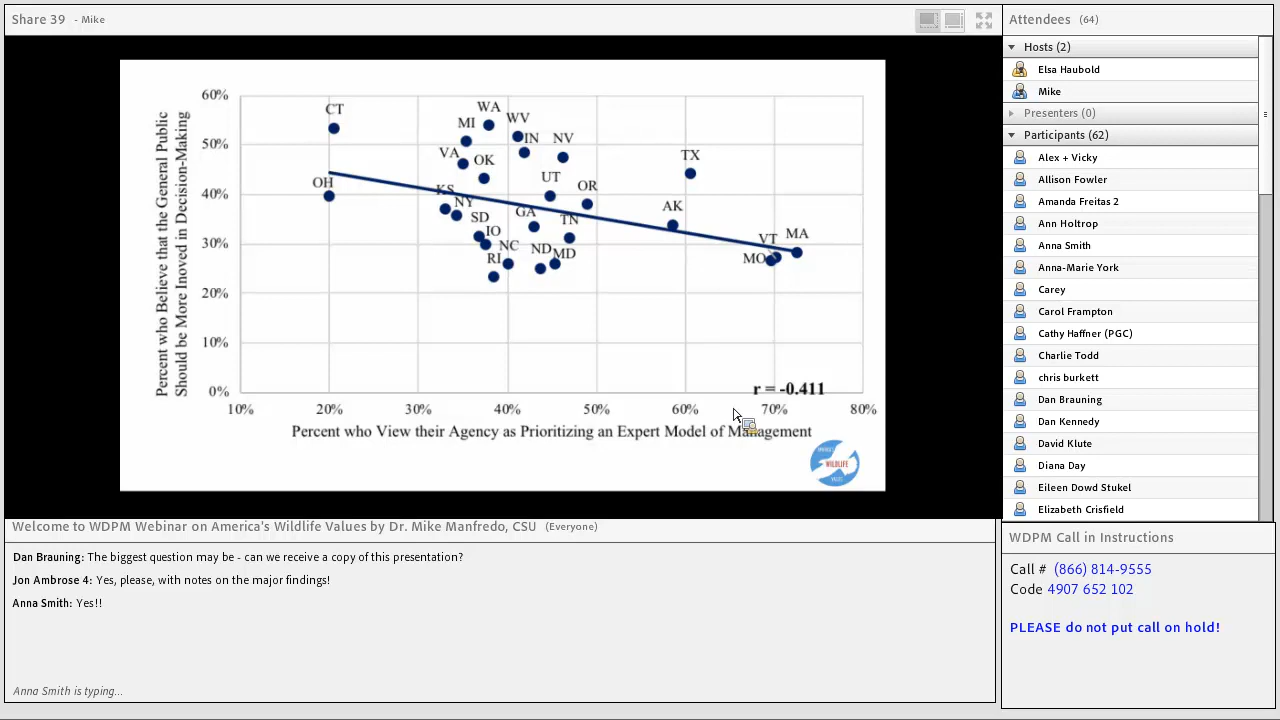 Share 39 - Mike
60%
50%
40%
30%
20%
10%
0%
Percent who Believe that the General Public
Should be More Inoved in Decision-Making
CT
WA
WV
MI
IN
NV
VA
OK
TX
UT
OH
KS
OR
NY
GA
AK
SD
TN
IO
NC
VT
MA
RI
ND
MD
MO
r = -0.411
10%
20%
30%
40%
50%
60%
70%
80%
Percent who View their Agency as Prioritizing an Expert Model of Management
WILDLIFE
VALUES
Welcome to WDPM Webinar on America's Wildlife Values by Dr. Mike Manfredo, CSU (Everyone)
Dan Brauning: The biggest question may be - can we receive a copy of this presentation?
Jon Ambrose 4: Yes, please, with notes on the major findings!
Anna Smith: Yes!!
Anna Smith is typing...
Attendees (64)
Hosts (2)
Elsa Haubold
Mike
Presenters (0)
Participants (62)
Alex + Vicky
Allison Fowler
Amanda Freitas 2
Ann Holtrop
Anna Smith
Anna-Marie York
Carey
Carol Frampton
Cathy Haffner (PGC)
Charlie Todd
chris burkett
Dan Brauning
Dan Kennedy
David Klute
Diana Day
Eileen Dowd Stukel
Elizabeth Crisfield
WDPM Call in Instructions
Call # (866) 814-9555
Code 4907 652 102
PLEASE do not put call on hold!